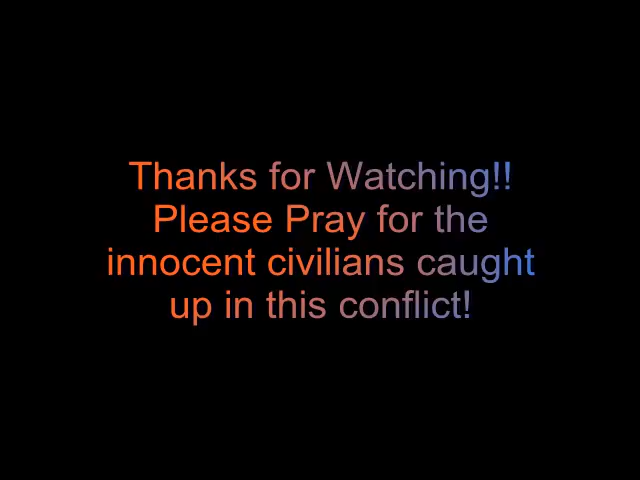 Thanks for Watching!!
Please Pray for the
innocent civilians caught
up in this conflict!